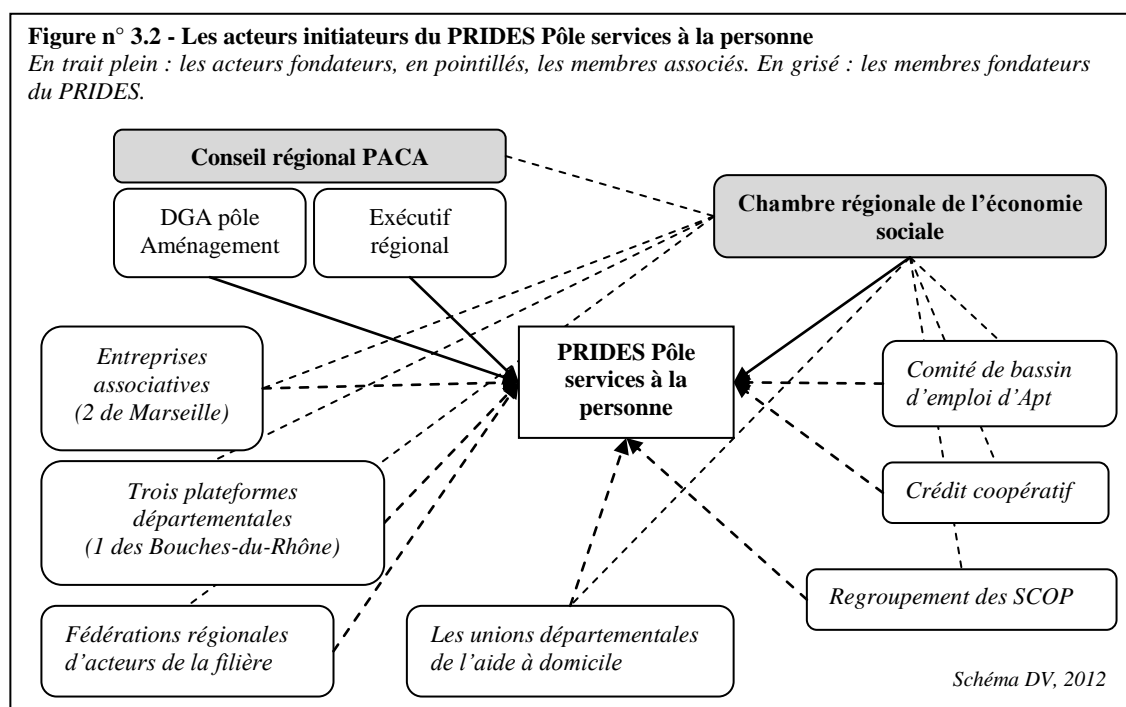 Figure n° 3.2 - Les acteurs initiateurs du PRIDES Pôle services à la personne
En trait plein : les acteurs fondateurs, en pointillés, les membres associés. En grisé : les membres fondateurs
du PRIDES.
Conseil régional PACA
DGA pôle
Aménagement
Exécutif
régional
Chambre régionale de l’économie
sociale
Entreprises
associatives
(2 de Marseille)
PRIDES Pôle
services à la
personne
Comité de bassin
d’emploi d’Apt
Trois plateformes
départementales
(1 des Bouches-du-Rhône)
Crédit coopératif
Regroupement des SCOP
Fédérations régionales
d’acteurs de la filière
Les unions départementales
de l’aide à domicile
Schéma DV, 2012